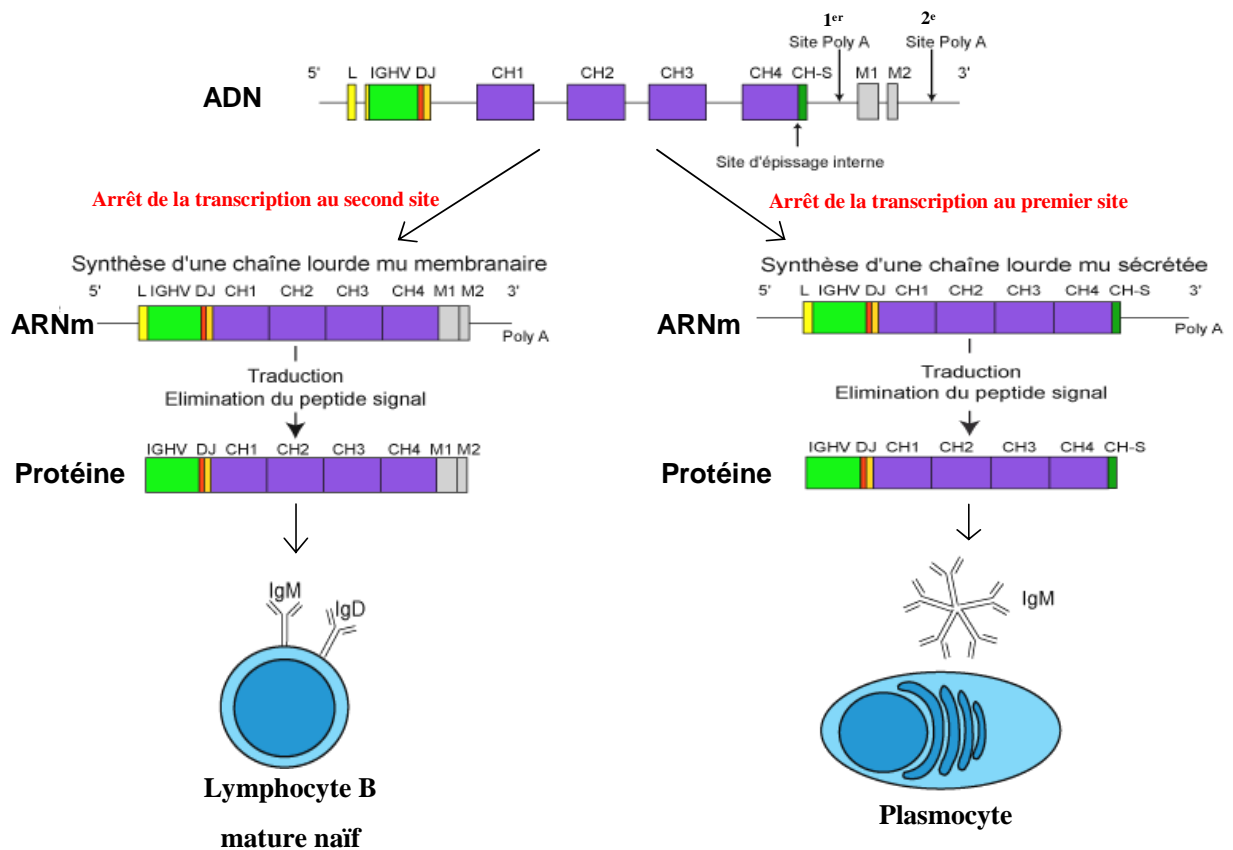 1er 2e
Site Poly A Site Poly A
5' L IGHV DJ CH1 CH2 CH3 CH4 CH-S M1 M2 3'
ADN
Site d'épissage interne
Arrêt de la transcription au second site
Arrêt de la transcription au premier site
Synthèse d'une chaîne lourde mu membranaire
5' L IGHV DJ CH1 CH2 CH3 CH4 M1 M2 3'
ARNm
Poly A
Traduction
Elimination du peptide signal
IGHV DJ CH1 CH2 CH3 CH4 M1 M2
Protéine
IgM
IgD
Lymphocyte B
mature naïf
Synthèse d'une chaîne lourde mu sécrétée
5' L IGHV DJ CH1 CH2 CH3 CH4 CH-S 3'
ARNm
Poly A
Traduction
Elimination du peptide signal
IGHV DJ CH1 CH2 CH3 CH4 CH-S
Protéine
IgM
Plasmocyte